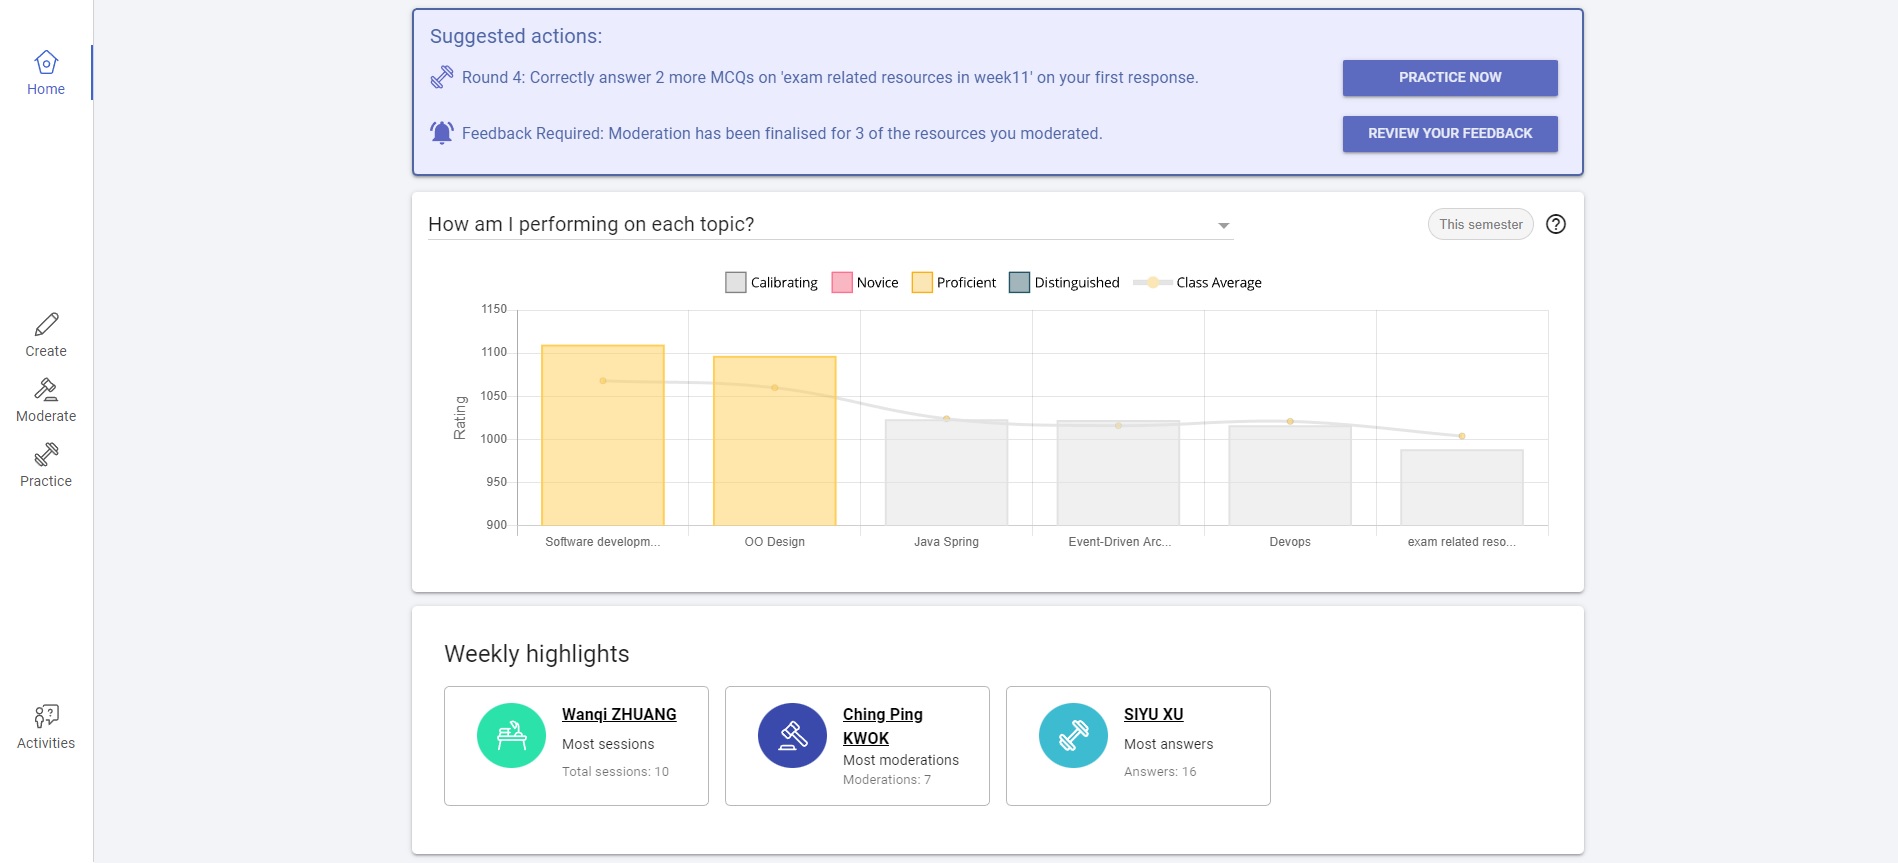 Home
Create
Moderate
Practice
Activities
Suggested actions:
Round 4: Correctly answer 2 more MCQs on 'exam related resources in week11' on your first response.
PRACTICE NOW
Feedback Required: Moderation has been finalised for 3 of the resources you moderated.
REVIEW YOUR FEEDBACK
How am I performing on each topic?
This semester
?
Calibrating Novice Proficient Distinguished Class Average
Rating
1150
1100
1050
1000
950
900
Software developm... OO Design Java Spring Event-Driven Arc... Devops exam related reso...
Weekly highlights
Wanqi ZHUANG
Most sessions
Total sessions: 10
Ching Ping
KWOK
Most moderations
Moderations: 7
SIYU XU
Most answers
Answers: 16